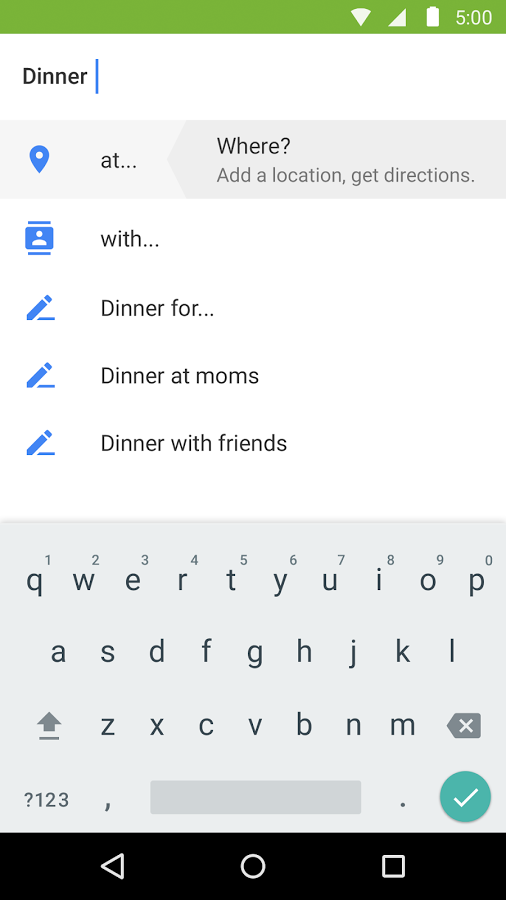 5:00
Dinner
at...
Where?
Add a location, get directions.
with...
Dinner for...
Dinner at moms
Dinner with friends
1 2 3 4 5 6 7 8 9 0
q w e r t y u i o p
a s d f g h j k l
z x c v b n m
?123 , .